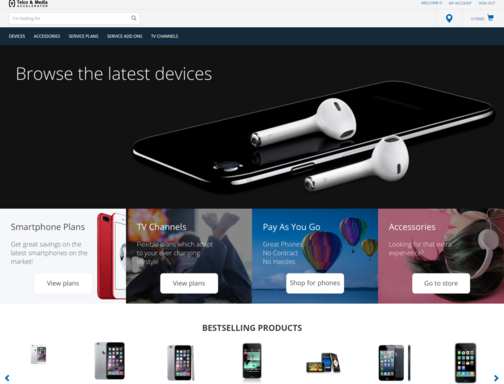 Telco & Media
ACCELERATOR
WELCOME G MY ACCOUNT SIGN OUT
I'm looking for
0 ITEMS
DEVICES ACCESSORIES SERVICE PLANS SERVICE ADD ONS TV CHANNELS
Browse the latest devices
Smartphone Plans
Get great savings on the
latest smartphones on the
market!
View plans
TV Channels
Flexible plans which adapt
to your ever changing
lifestyle
View plans
Pay As You Go
Great Phones
No Contract
No Hassles
Shop for phones
Accessories
Looking for that extra
experience?
Go to store
BESTSELLING PRODUCTS